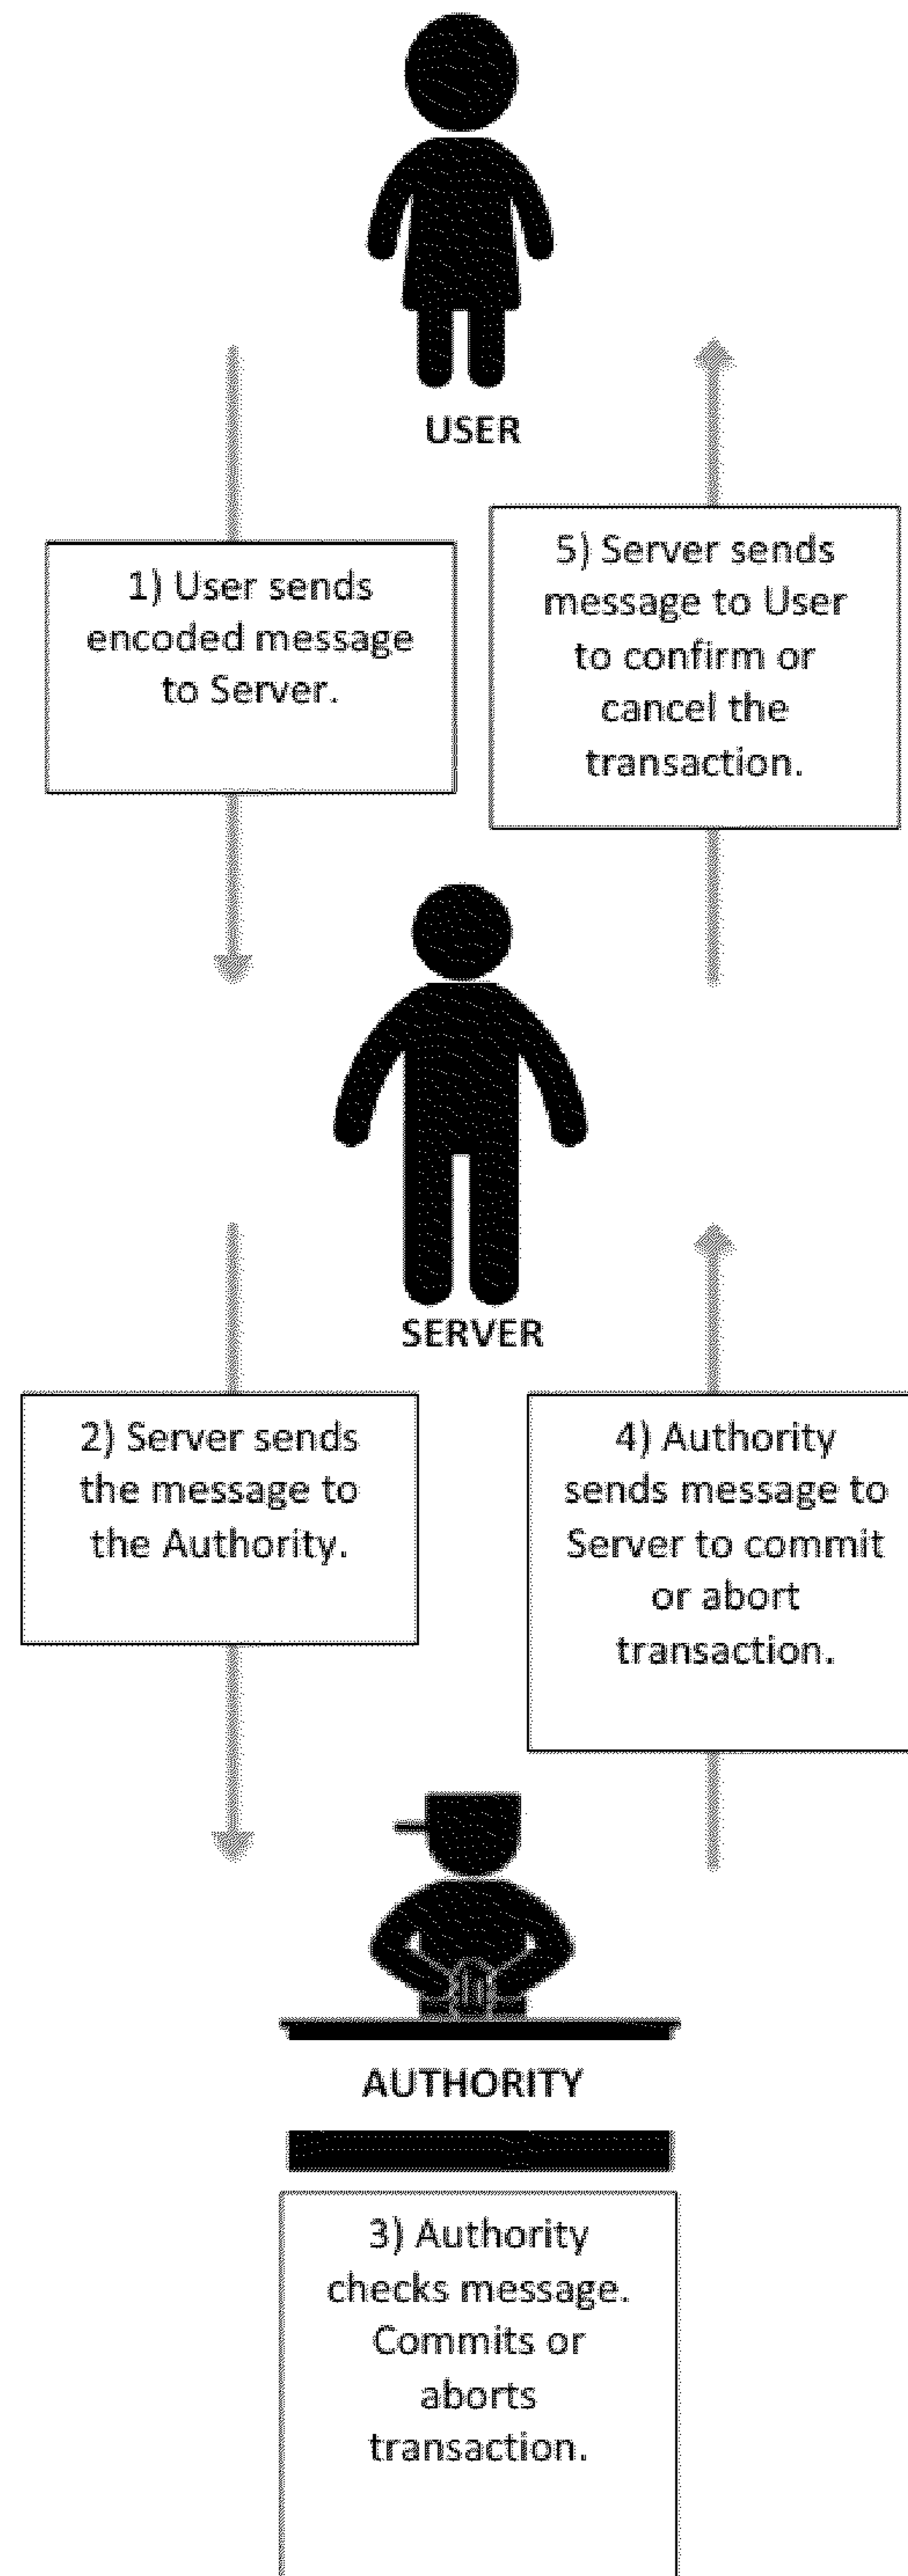 USER
1) User sends
encoded message
to Server.
5) Server sends
message to User
to confirm or
cancel the
transaction.
SERVER
2) Server sends
the message to
the Authority.
4) Authority
sends message to
Server to commit
or abort
transaction.
AUTHORITY
3) Authority
checks message.
Commits or
aborts
transaction.